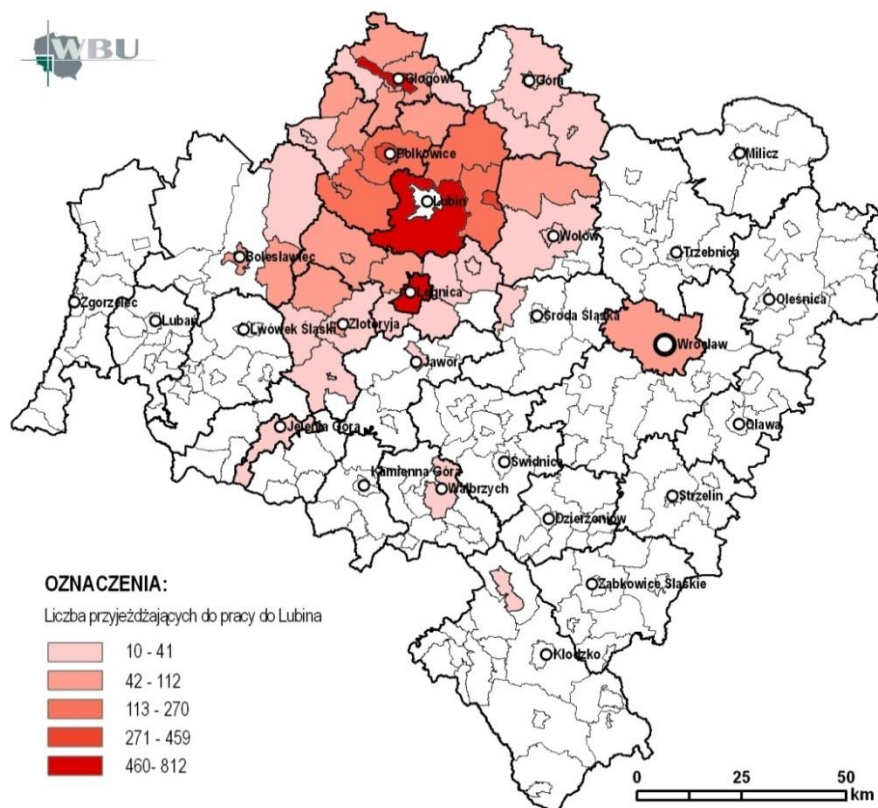 WBU
Głogów
Góra
Polkowice
Milicz
Lubin
Wołów
Trzebnica
Bolesławiec
Legnica
Oleśnica
Zgorzelec
Lubań
Lwówek Śląski
Złotoryja
Środa Śląska
Wrocław
Jawor
Jelenia Góra
Oława
Kamienna Góra
Świdnica
Wałbrzych
Strzelin
Dzierżoniów
Ząbkowice Śląskie
Kłodzko
OZNACZENIA:
Liczba przyjeżdżających do pracy do Lubina
10 - 41
42 - 112
113 - 270
271 - 459
460- 812
0 25 50
km